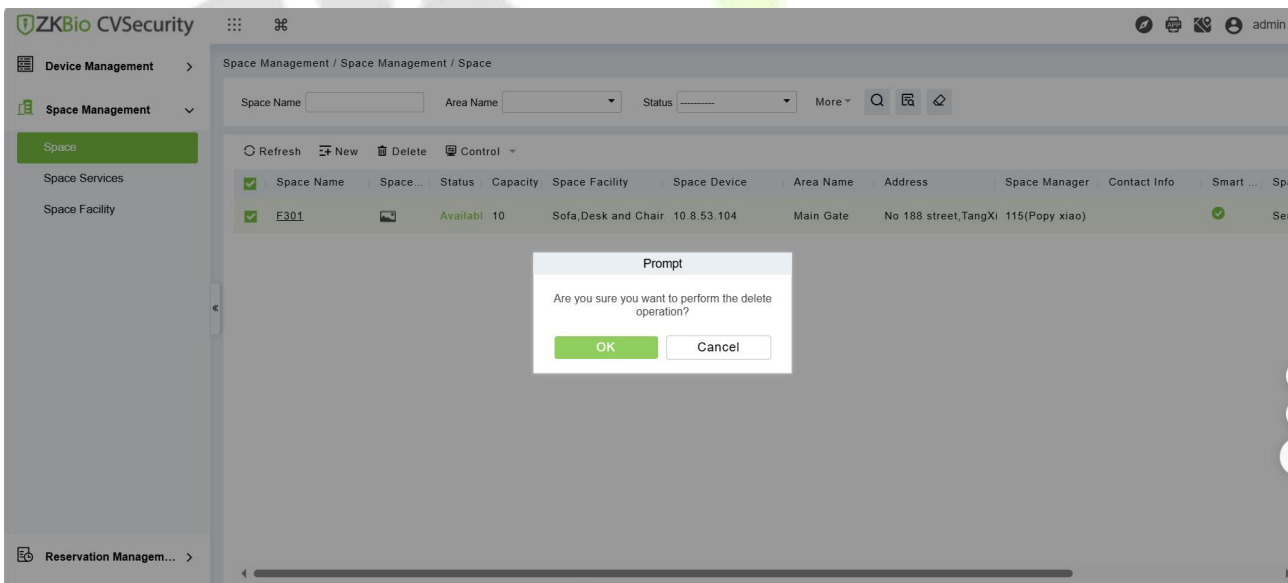 ZKBio CVSecurity
admin
Device Management
Space Management / Space Management / Space
Space Management
Space Name Area Name Status ---------- More
Space
Refresh New Delete Control
Space Services
Space Name Space... Status Capacity Space Facility Space Device Area Name Address Space Manager Contact Info Smart ... Spa
Space Facility
F301 Availabl 10 Sofa,Desk and Chair 10.8.53.104 Main Gate No 188 street,TangXi 115(Popy xiao) Ser
Prompt
Are you sure you want to perform the delete
operation?
OK Cancel
Reservation Managem...